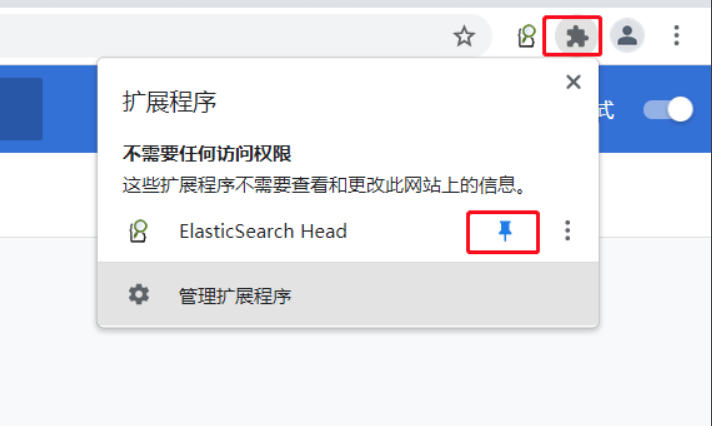 扩展程序
式
不需要任何访问权限
这些扩展程序不需要查看和更改此网站上的信息。
ElasticSearch Head
管理扩展程序